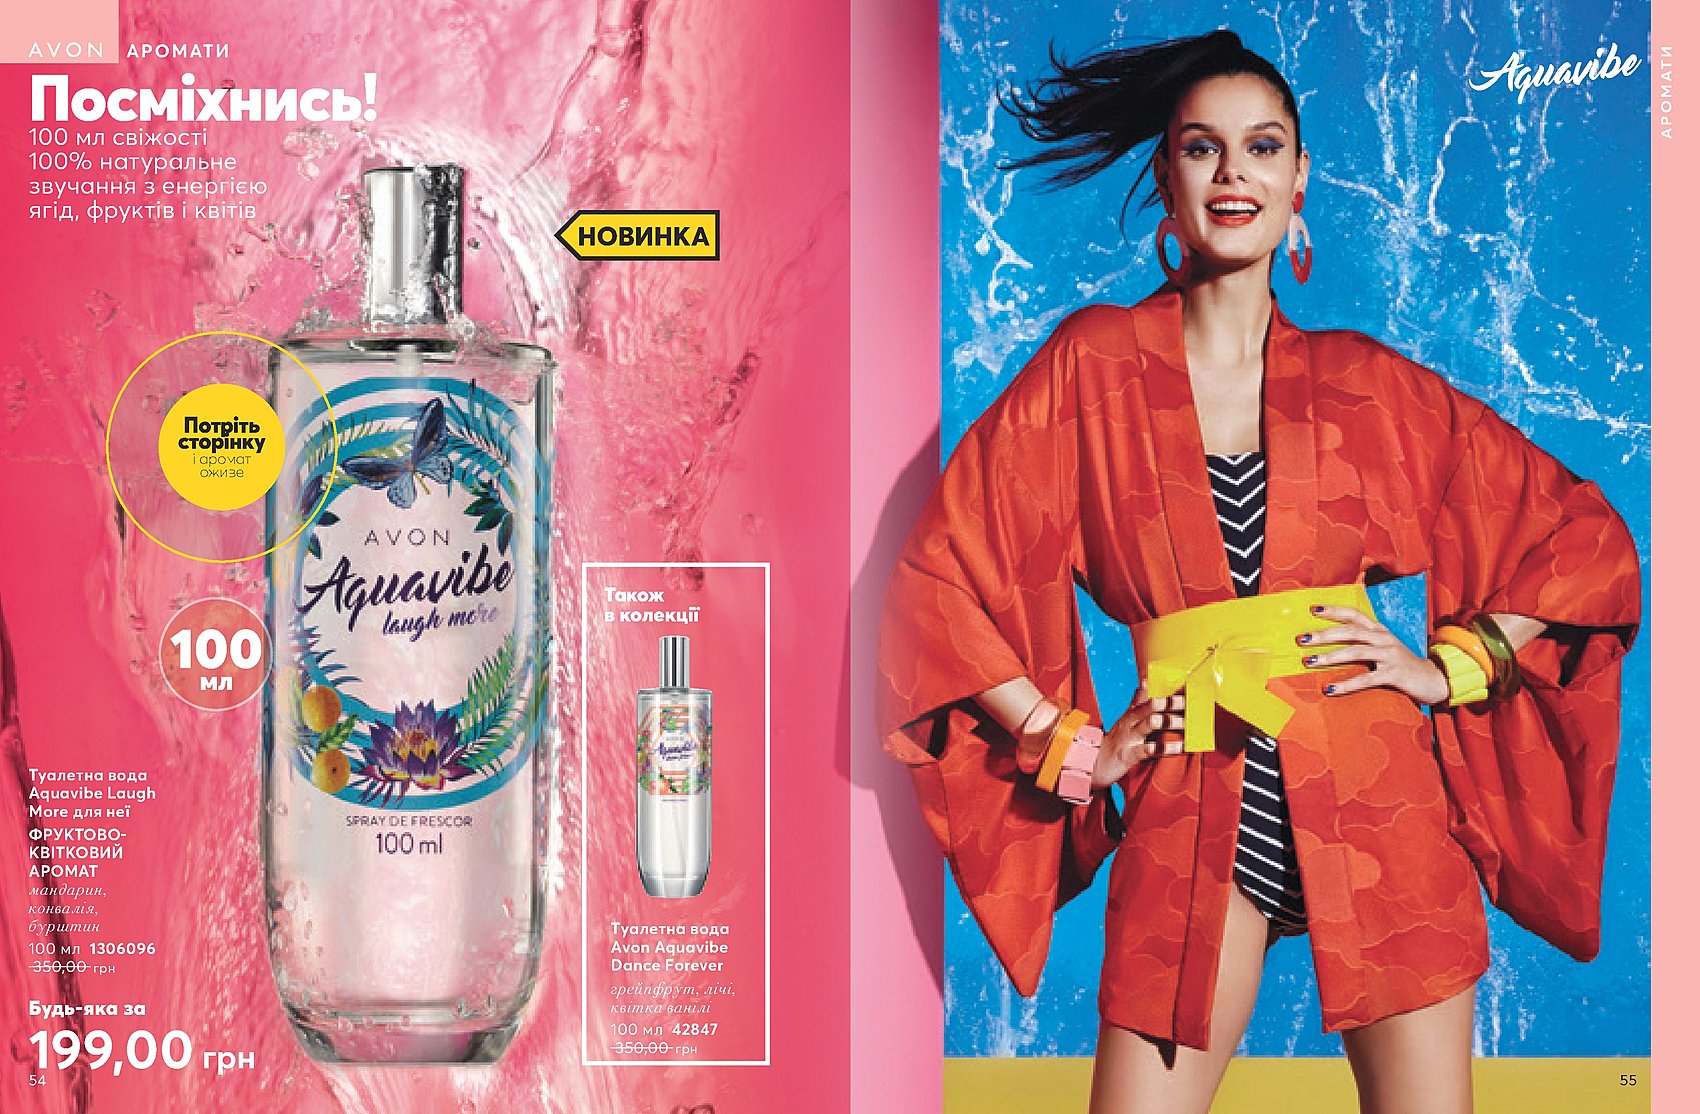 AVON АРОМАТИ
Посміхнись!
100 мл свіжості
100% натуральне
звучання з енергією
ягід, фруктів і квітів
НОВИНКА
Потріть
сторінку
і аромат
оживе
AVON
Aquavibe
laugh more
SPRAY DE FRESCOR
100 ml
100
мл
Туалетна вода
Aquavibe Laugh
More для неї
ФРУКТОВО-
КВІТКОВИЙ
АРОМАТ
мандарин,
конвалія,
бурштин
100 мл 1306096
350,00 грн
Будь-яка за
199,00 грн
54
Також
в колекції
Aquavibe
Туалетна вода
Avon Aquavibe
Dance Forever
грейпфрут, лічі,
квітка ванілі
100 мл 42847
350,00 грн
Aquavibe
АРОМАТИ
55